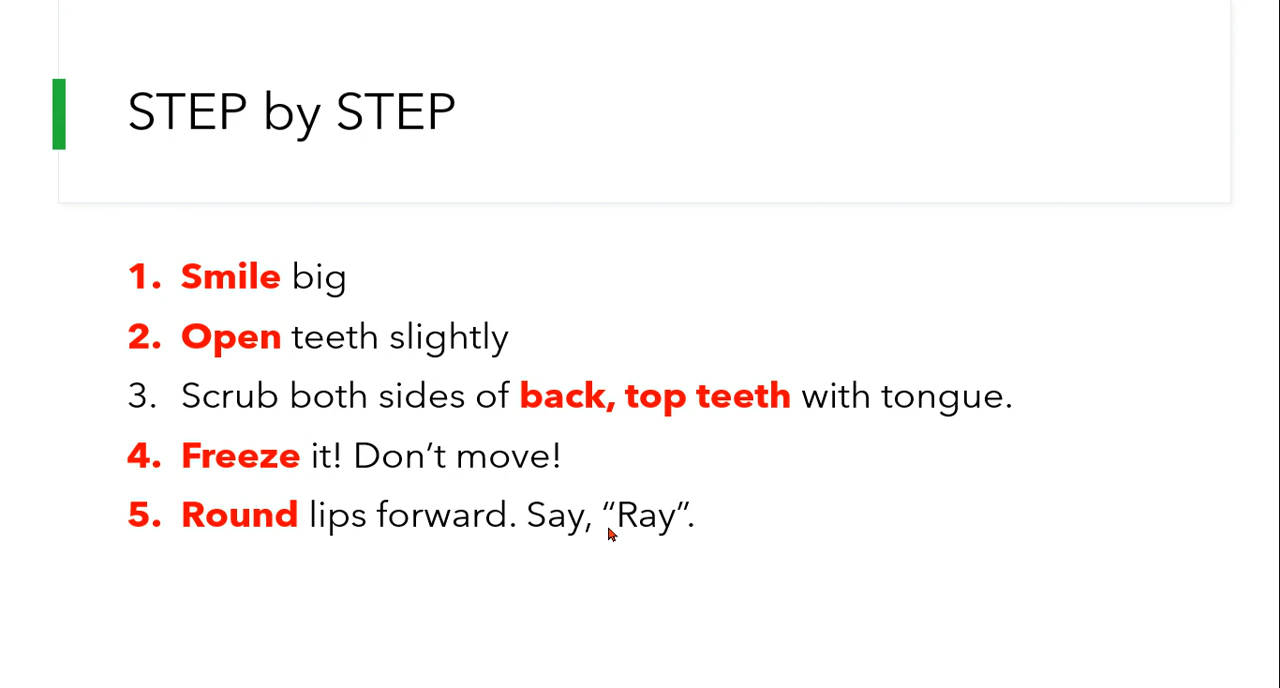 STEP by STEP
1. Smile big
2. Open teeth slightly
3. Scrub both sides of back, top teeth with tongue.
4. Freeze it! Don’t move!
5. Round lips forward. Say, “Ray”.